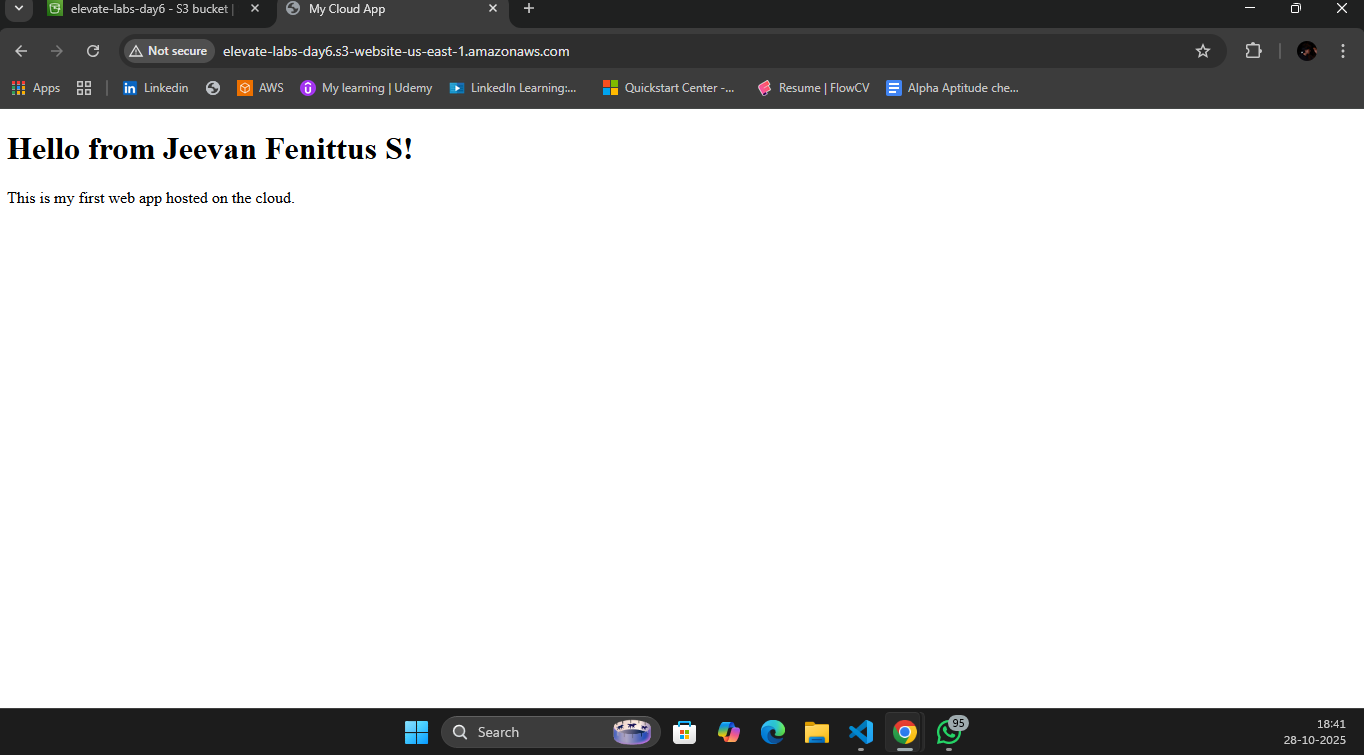 elevate-labs-day6 - S3 bucket |
My Cloud App
Not secure
elevate-labs-day6.s3-website-us-east-1.amazonaws.com
Apps
Linkedin
AWS
My learning | Udemy
LinkedIn Learning:...
Quickstart Center -...
Resume | FlowCV
Alpha Aptitude che...
Hello from Jeevan Fenittus S!
This is my first web app hosted on the cloud.
Search
95
18:41
28-10-2025